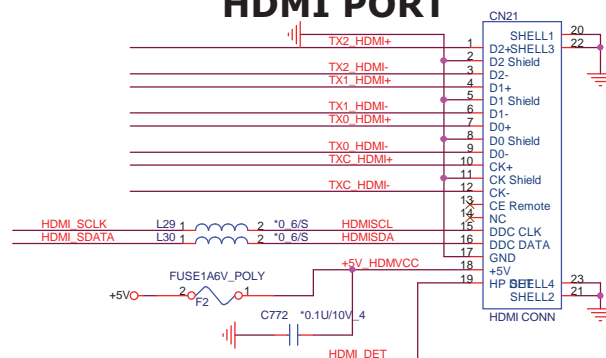 HDMI PORT
CN21
TX2_HDMI+ 1 D2+ SHELL1 20
SHELL3 22
2 D2 Shield
TX2_HDMI- 3 D2-
TX1_HDMI+ 4 D1+
5 D1 Shield
TX1_HDMI- 6 D1-
TX0_HDMI+ 7 D0+
8 D0 Shield
TX0_HDMI- 9 D0-
TXC_HDMI+ 10 CK+
11 CK Shield
TXC_HDMI- 12 CK-
13 CE Remote
14 NC
HDMI_SCLK L29 1 2 *0_6/S HDMISCL 15 DDC CLK
HDMI_SDATA L30 1 2 *0_6/S HDMISDA 16 DDC DATA
17 GND
+5V_HDMVCC 18 +5V
FUSE1A6V_POLY 19 HP DET SHELL4 23
+5V 2 1 SHELL2 21
F2
C772 *0.1U/10V_4 HDMI CONN
HDMI_DET